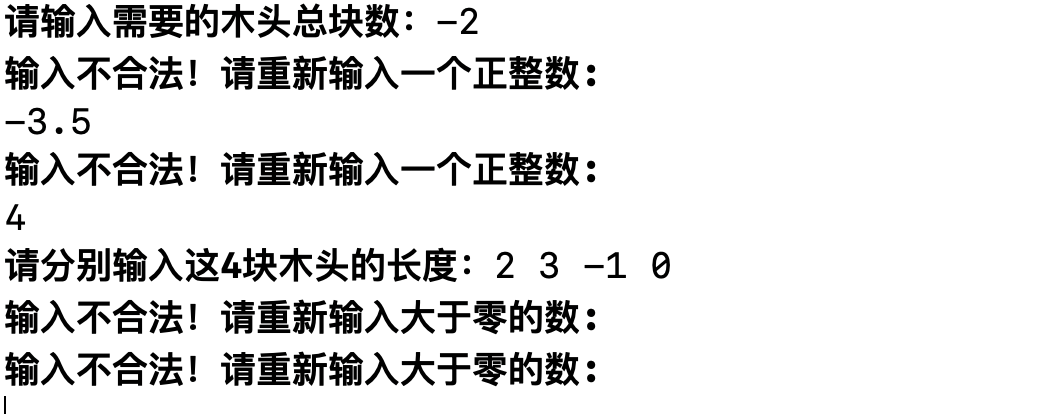 请输入需要的木头总块数：-2
输入不合法！请重新输入一个正整数:
-3.5
输入不合法！请重新输入一个正整数:
4
请分别输入这4块木头的长度：2 3 -1 0
输入不合法！请重新输入大于零的数:
输入不合法！请重新输入大于零的数: